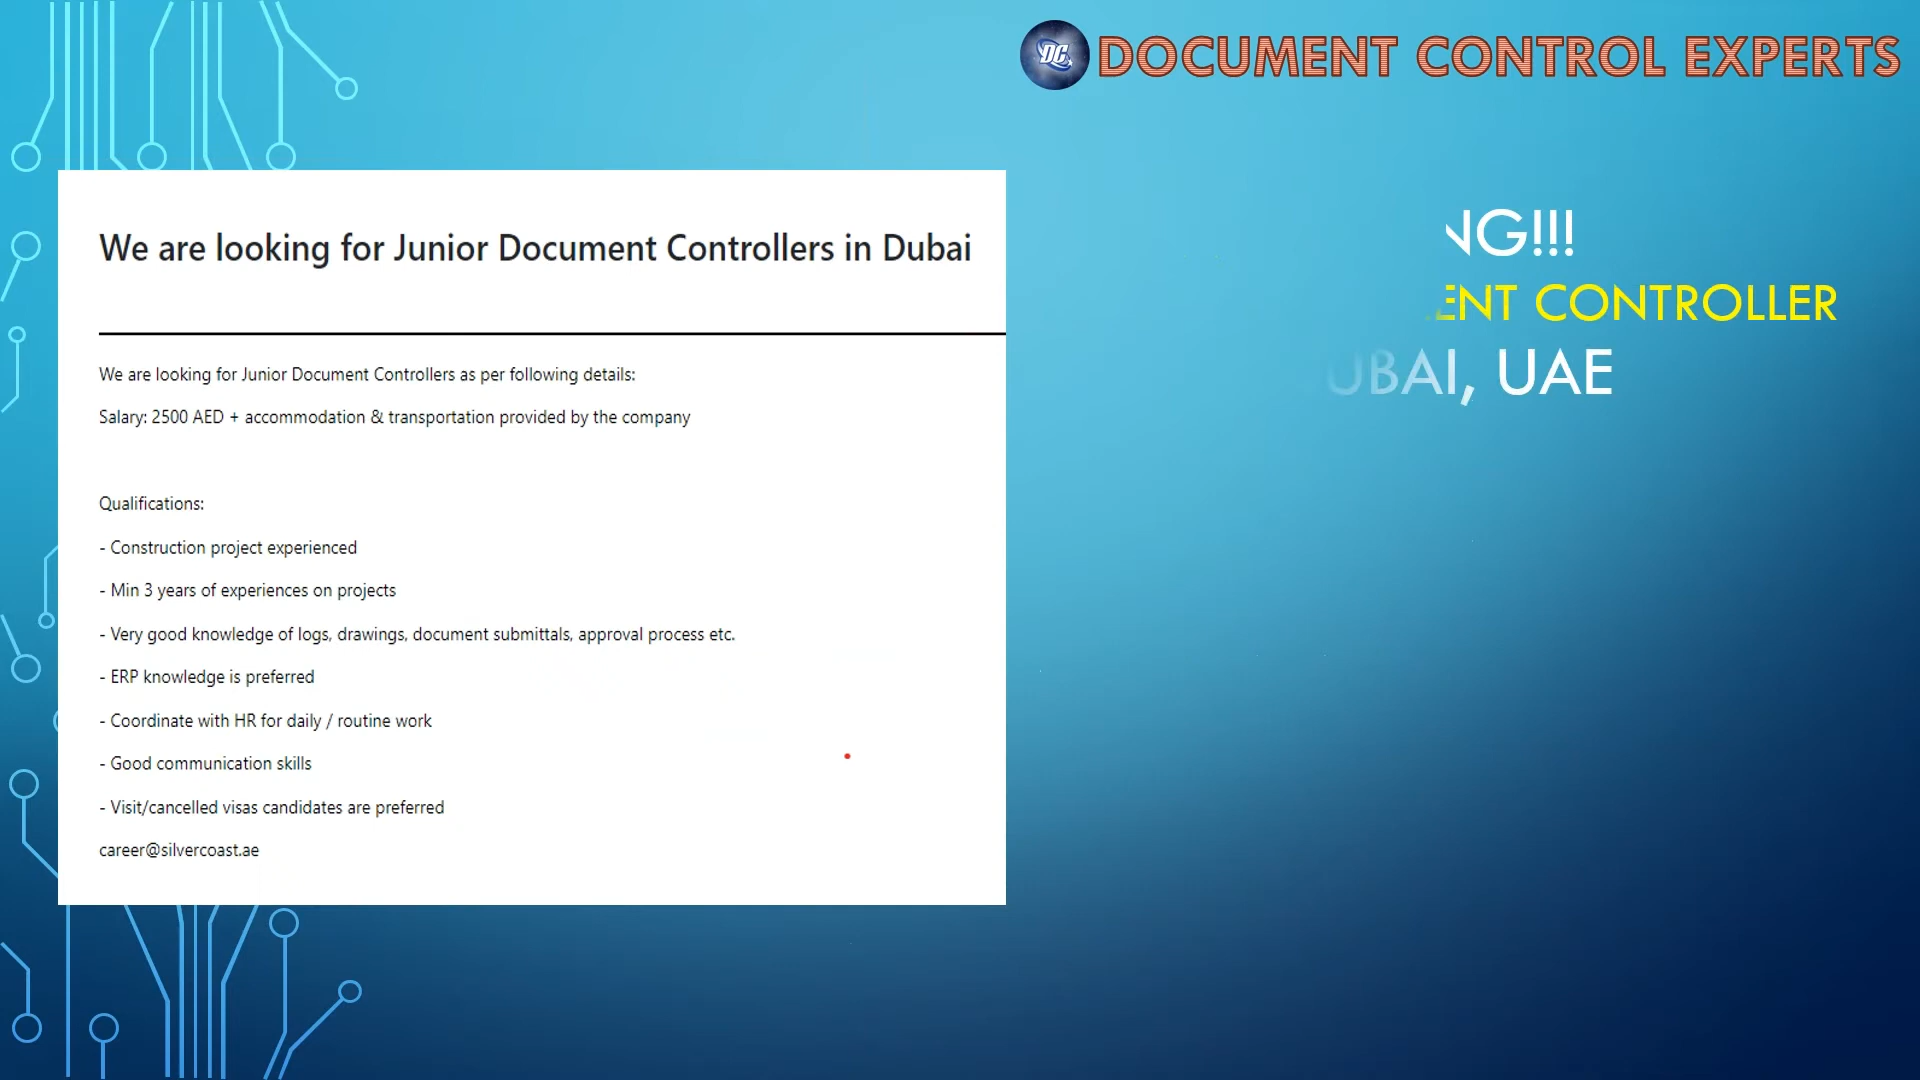 DC
DOCUMENT CONTROL EXPERTS
We are looking for Junior Document Controllers in Dubai
We are looking for Junior Document Controllers as per following details:
Salary: 2500 AED + accommodation & transportation provided by the company
Qualifications:
- Construction project experienced
- Min 3 years of experiences on projects
- Very good knowledge of logs, drawings, document submittals, approval process etc.
- ERP knowledge is preferred
- Coordinate with HR for daily / routine work
- Good communication skills
- Visit/cancelled visas candidates are preferred
career@silvercoast.ae
NG!!!
ENT CONTROLLER
UBAI, UAE